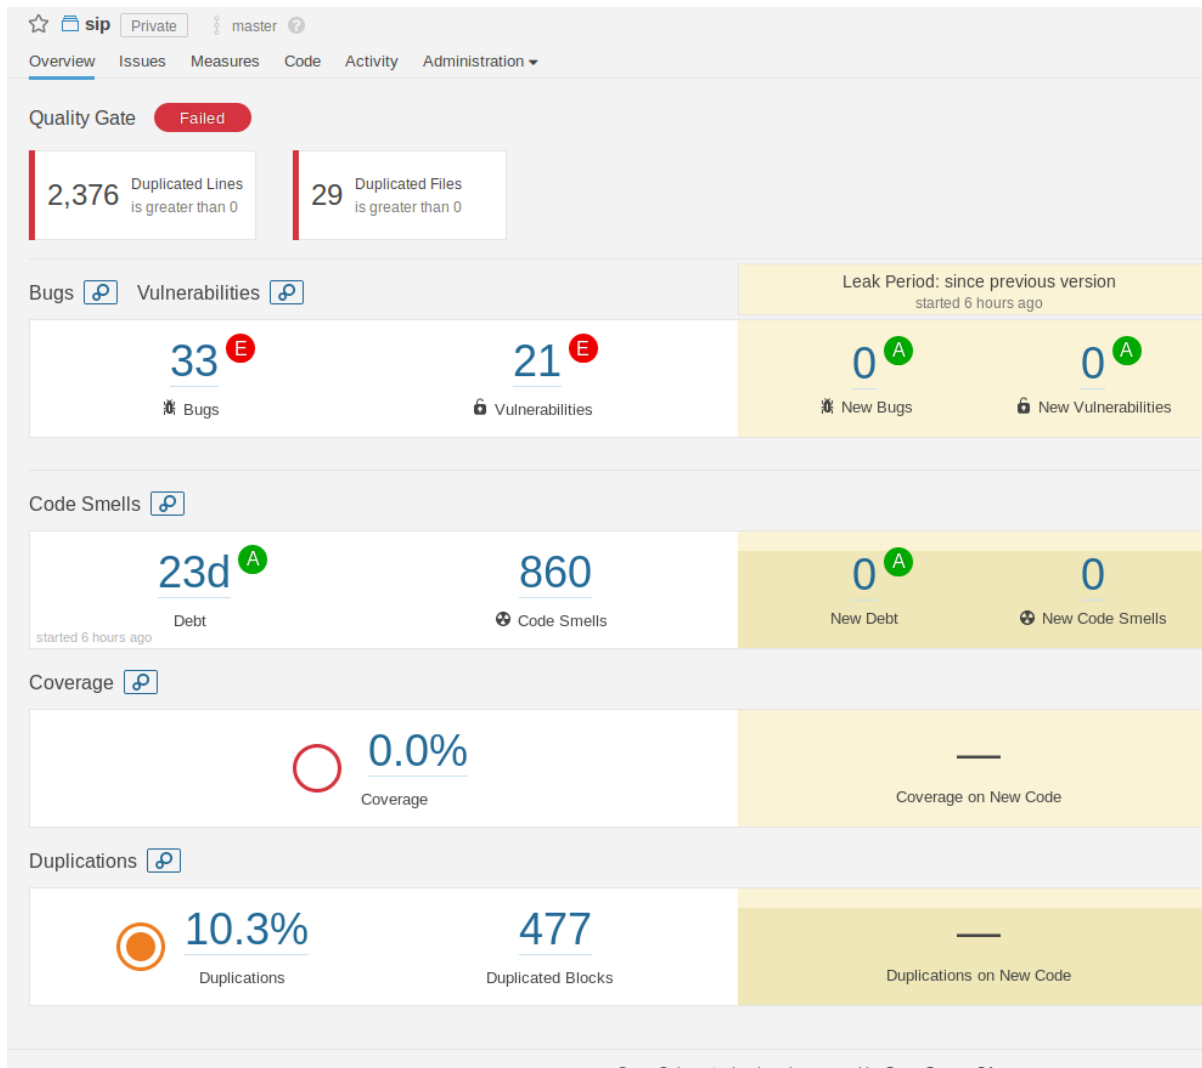 sip Private master ?
Overview Issues Measures Code Activity Administration
Quality Gate Failed
2,376 Duplicated Lines
is greater than 0
29 Duplicated Files
is greater than 0
Bugs Vulnerabilities
Leak Period: since previous version
started 6 hours ago
33 E
Bugs
21 E
Vulnerabilities
0 A
New Bugs
0 A
New Vulnerabilities
Code Smells
23d A
Debt
started 6 hours ago
860
Code Smells
0 A
New Debt
0
New Code Smells
Coverage
0.0%
Coverage
—
Coverage on New Code
Duplications
10.3%
Duplications
477
Duplicated Blocks
—
Duplications on New Code